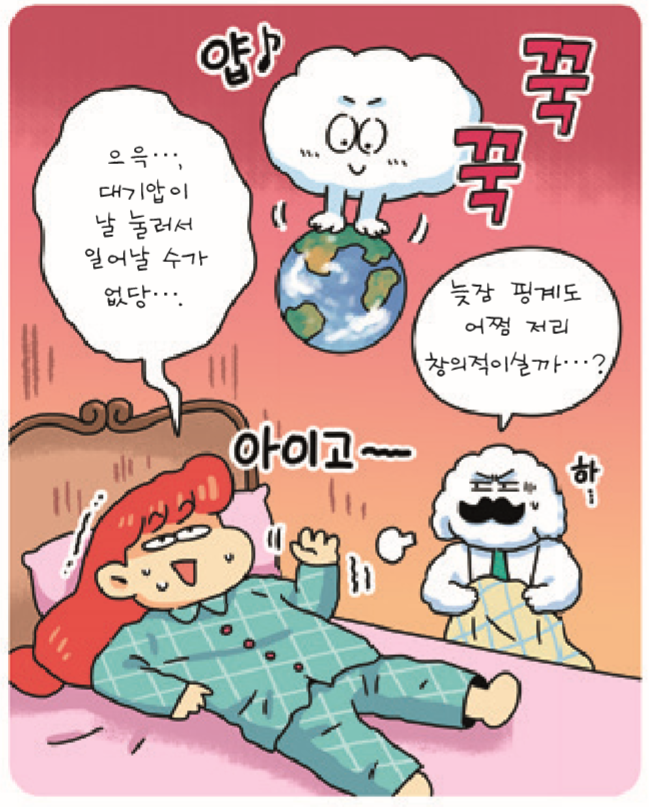 얍♪
꾹
꾹
으윽···,
대기압이
날 눌러서
일어날 수가
없당···.
늦잠 핑계도
어쩜 저리
창의적이실까···?
아이고~
하···